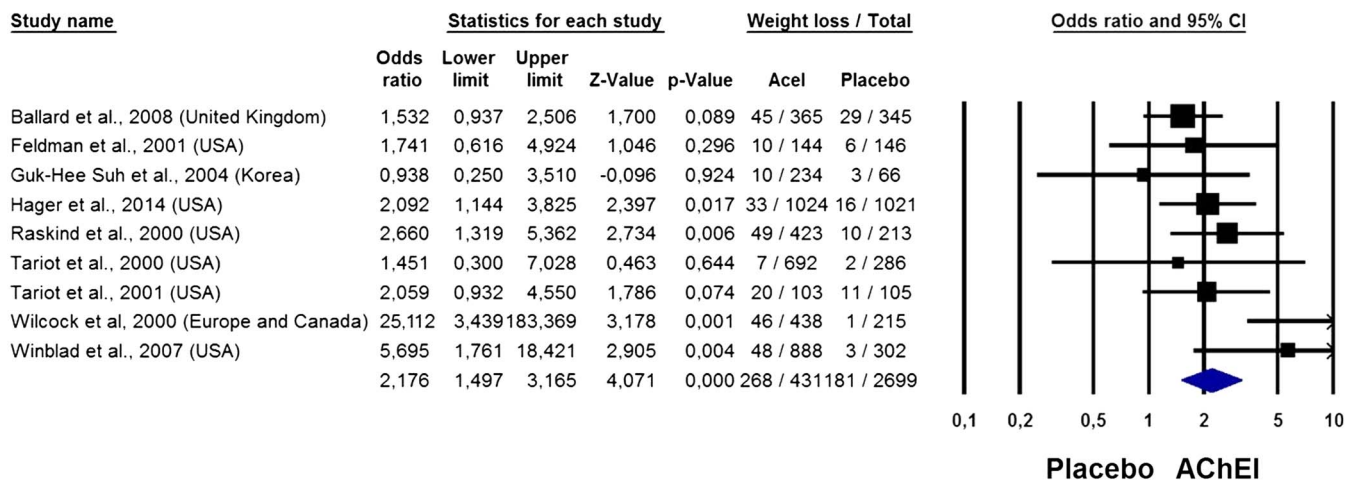 Study name Statistics for each study Weight loss / Total Odds ratio and 95% CI
Odds Lower Upper
ratio limit limit Z-Value p-Value Acel Placebo
Ballard et al., 2008 (United Kingdom) 1,532 0,937 2,506 1,700 0,089 45 / 365 29 / 345
Feldman et al., 2001 (USA) 1,741 0,616 4,924 1,046 0,296 10 / 144 6 / 146
Guk-Hee Suh et al., 2004 (Korea) 0,938 0,250 3,510 -0,096 0,924 10 / 234 3 / 66
Hager et al., 2014 (USA) 2,092 1,144 3,825 2,397 0,017 33 / 1024 16 / 1021
Raskind et al., 2000 (USA) 2,660 1,319 5,362 2,734 0,006 49 / 423 10 / 213
Tariot et al., 2000 (USA) 1,451 0,300 7,028 0,463 0,644 7 / 692 2 / 286
Tariot et al., 2001 (USA) 2,059 0,932 4,550 1,786 0,074 20 / 103 11 / 105
Wilcock et al, 2000 (Europe and Canada) 25,112 3,439183,369 3,178 0,001 46 / 438 1 / 215
Winblad et al., 2007 (USA) 5,695 1,761 18,421 2,905 0,004 48 / 888 3 / 302
2,176 1,497 3,165 4,071 0,000 268 / 431181 / 2699
0,1 0,2 0,5 1 2 5 10
Placebo AChEI